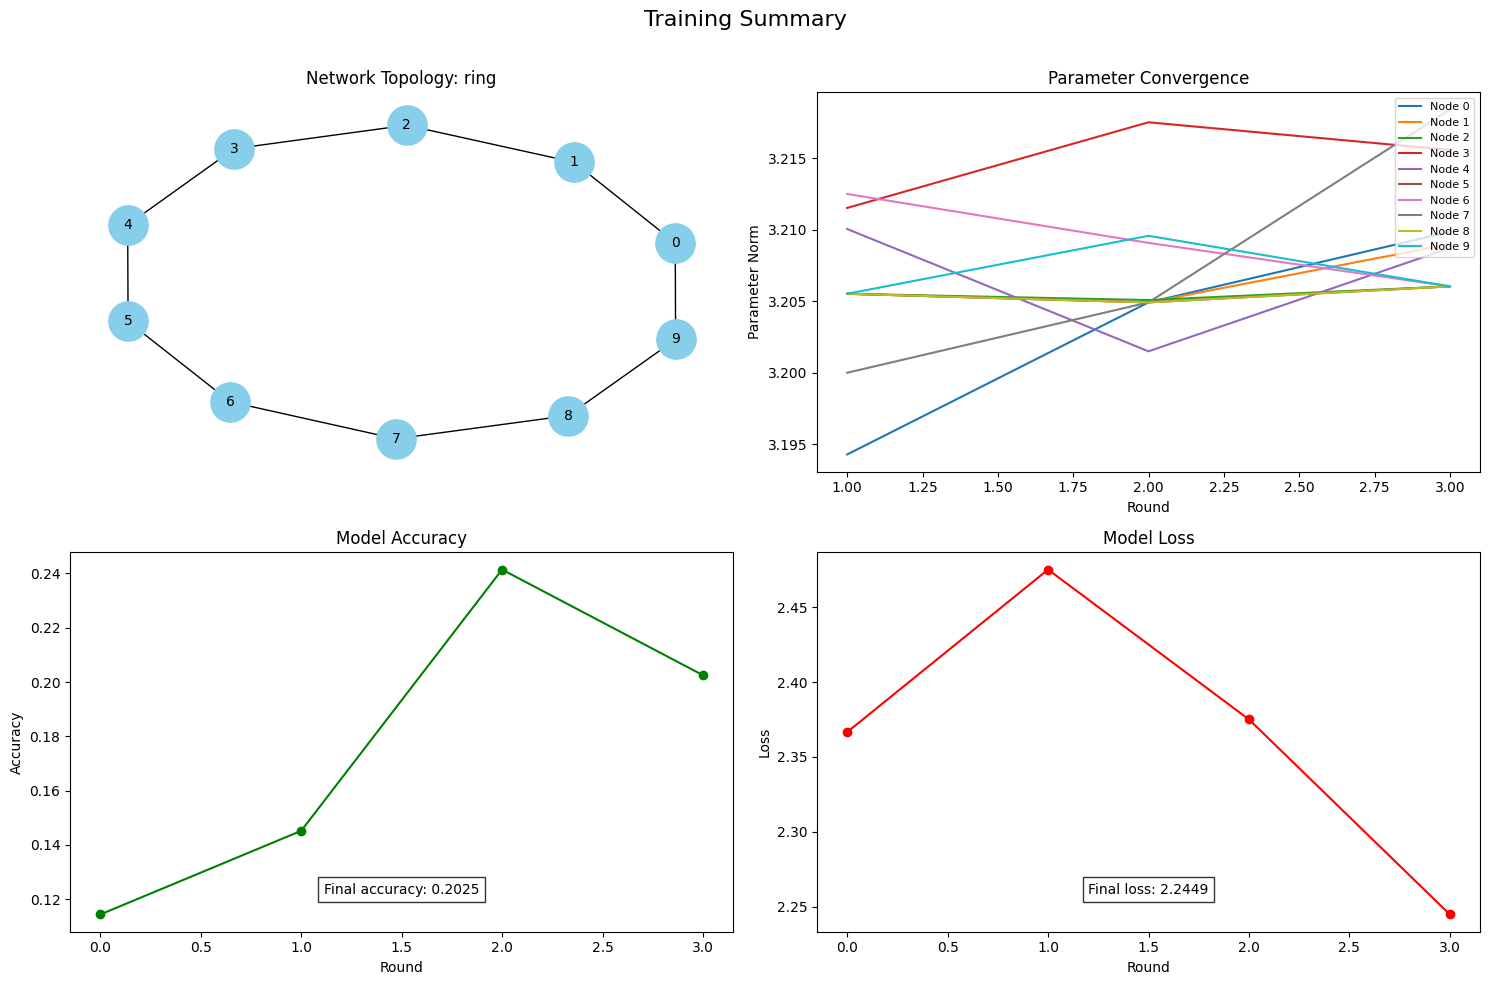 Training Summary
Network Topology: ring
2
3
1
4
0
5
9
6
8
7
Parameter Convergence
Parameter Norm
3.215
3.210
3.205
3.200
3.195
Node 0
Node 1
Node 2
Node 3
Node 4
Node 5
Node 6
Node 7
Node 8
Node 9
1.00 1.25 1.50 1.75 2.00 2.25 2.50 2.75 3.00
Round
Model Accuracy
Accuracy
0.24
0.22
0.20
0.18
0.16
0.14
0.12
Final accuracy: 0.2025
0.0 0.5 1.0 1.5 2.0 2.5 3.0
Round
Model Loss
Loss
2.45
2.40
2.35
2.30
2.25
Final loss: 2.2449
0.0 0.5 1.0 1.5 2.0 2.5 3.0
Round